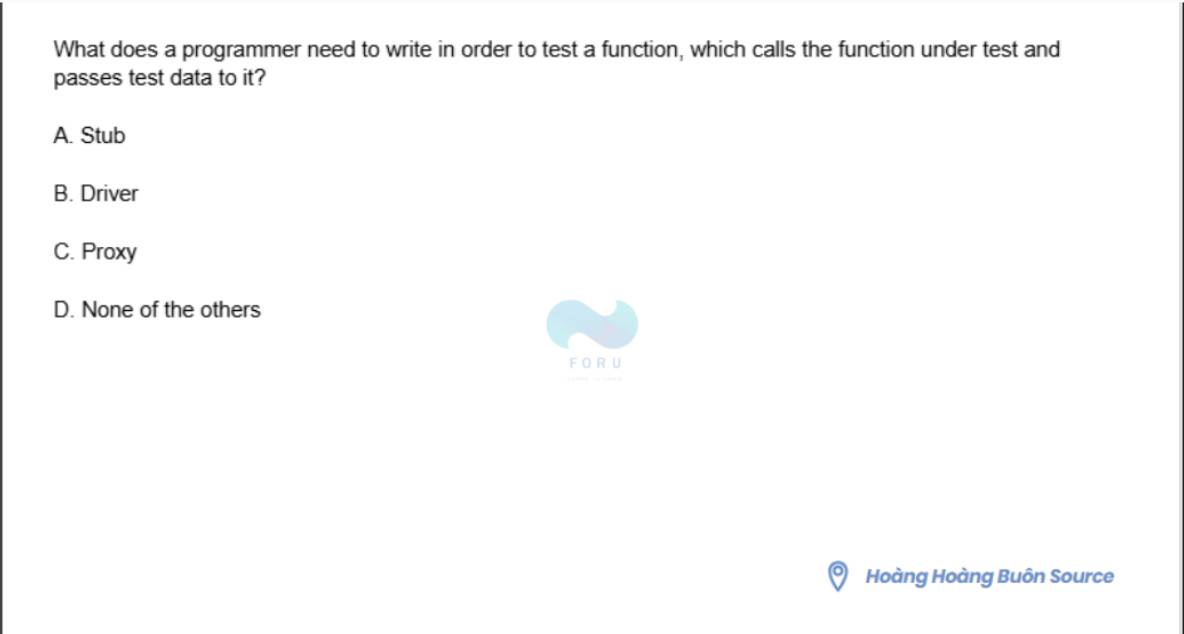 What does a programmer need to write in order to test a function, which calls the function under test and
passes test data to it?
A. Stub
B. Driver
C. Proxy
D. None of the others
FORU
Hoàng Hoàng Buôn Source